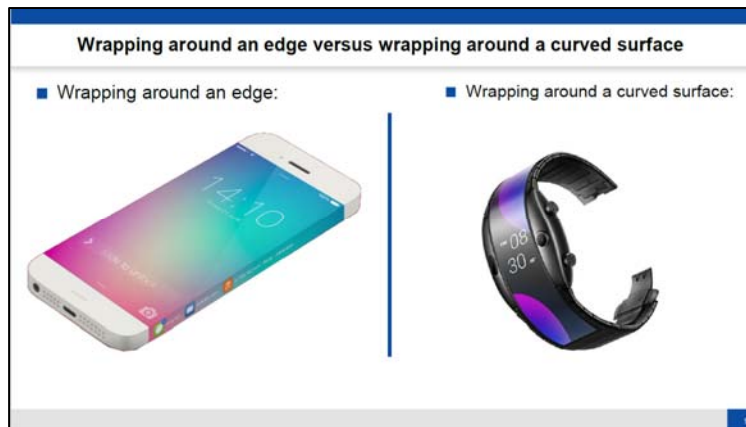 Wrapping around an edge versus wrapping around a curved surface
Wrapping around an edge:
Wrapping around a curved surface:
14:10
08
30